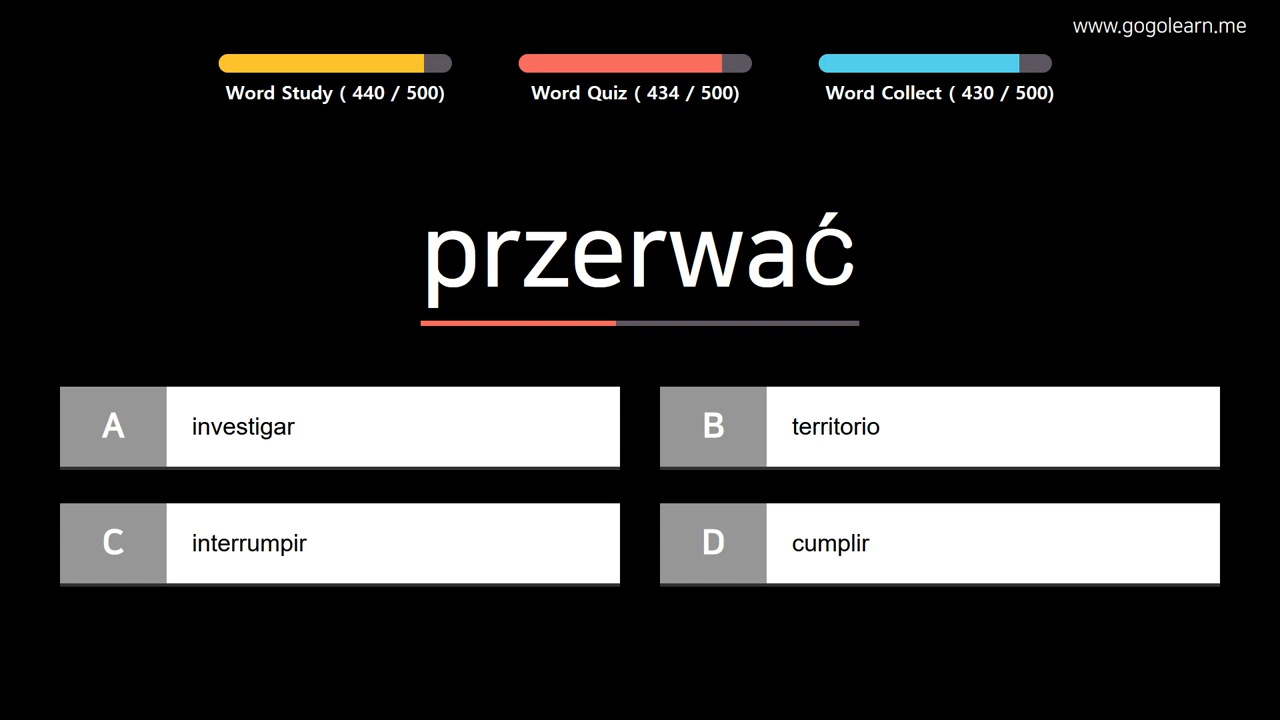 www.gogolearn.me
Word Study ( 440 / 500)
Word Quiz ( 434 / 500)
Word Collect ( 430 / 500)
przerwać
A investigar
B territorio
C interrumpir
D cumplir